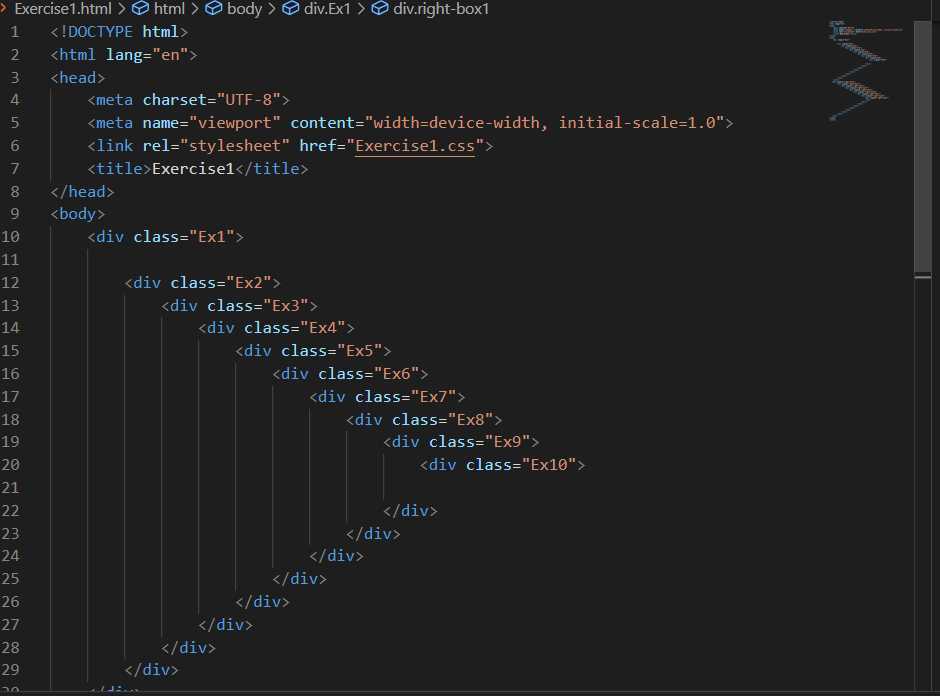 Exercise1.html > html > body > div.Ex1 > div.right-box1
1 <!DOCTYPE html>
2 <html lang="en">
3 <head>
4     <meta charset="UTF-8">
5     <meta name="viewport" content="width=device-width, initial-scale=1.0">
6     <link rel="stylesheet" href="Exercise1.css">
7     <title>Exercise1</title>
8 </head>
9 <body>
10     <div class="Ex1">
11
12         <div class="Ex2">
13             <div class="Ex3">
14                 <div class="Ex4">
15                     <div class="Ex5">
16                         <div class="Ex6">
17                             <div class="Ex7">
18                                 <div class="Ex8">
19                                     <div class="Ex9">
20                                         <div class="Ex10">
21
22                                     </div>
23                                 </div>
24                             </div>
25                         </div>
26                     </div>
27                 </div>
28             </div>
29         </div>
30     </div>